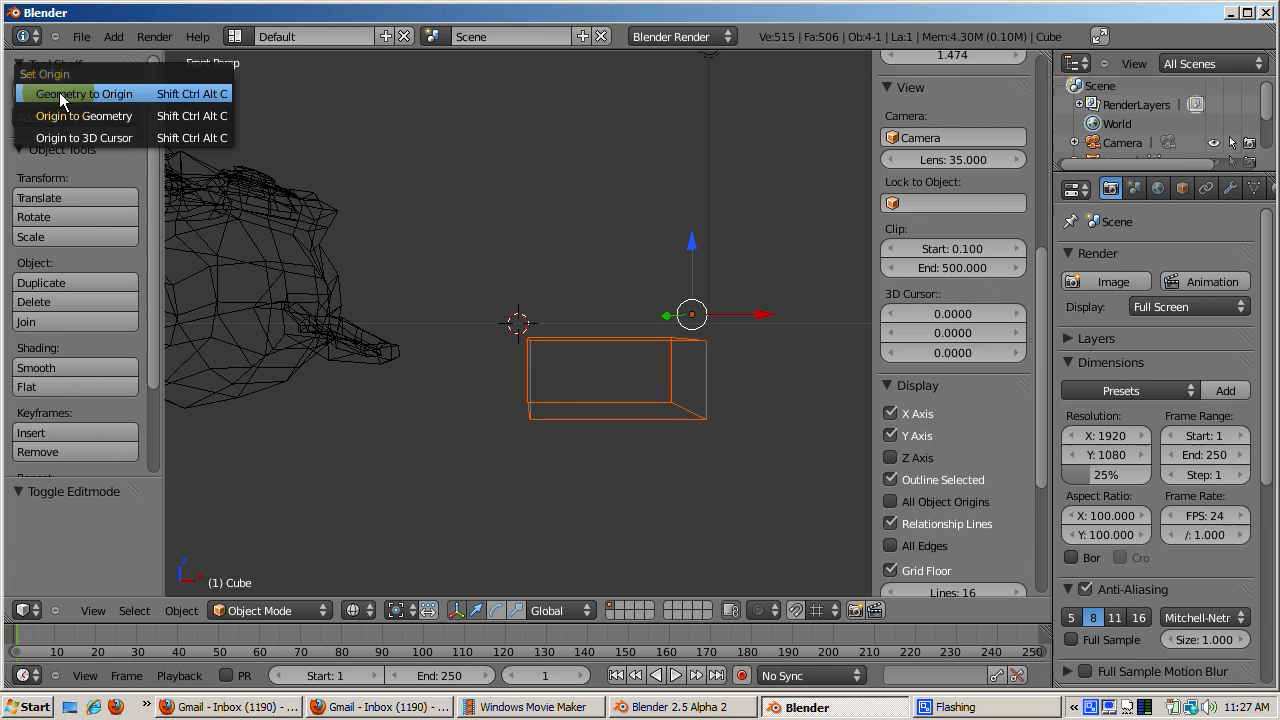 Blender
File Add Render Help Default Scene Blender Render Ve:515 | Fa:506 | Ob:4-1 | La:1 | Mem:4.30M (0.10M) | Cube
Set Origin
Geometry to Origin Shift Ctrl Alt C
Origin to Geometry Shift Ctrl Alt C
Origin to 3D Cursor Shift Ctrl Alt C
Object Tools
Transform:
Translate
Rotate
Scale
Object:
Duplicate
Delete
Join
Shading:
Smooth
Flat
Keyframes:
Insert
Remove
Toggle Editmode
Front Persp
(1) Cube
z
x
1.474
View
Camera:
Camera
Lens: 35.000
Lock to Object:
Clip:
Start: 0.100
End: 500.000
3D Cursor::
0.0000
0.0000
0.0000
Display
X Axis
Y Axis
Z Axis
Outline Selected
All Object Origins
Relationship Lines
All Edges
Grid Floor
Lines: 16
View All Scenes
Scene
RenderLayers
World
Camera
Scene
Render
Image Animation
Display: Full Screen
Layers
Dimensions
Presets Add
Resolution: Frame Range:
X: 1920 Start: 1
Y: 1080 End: 250
25% Step: 1
Aspect Ratio: Frame Rate:
X: 100.000 FPS: 24
Y: 100.000 /: 1.000
Bor Cro
Anti-Aliasing
5 8 11 16 Mitchell-Netr
Full Sample Size: 1.000
Full Sample Motion Blur
View Select Object Object Mode Global
10 20 30 40 50 60 70 80 90 100 110 120 130 140 150 160 170 180 190 200 210 220 230 240 250
View Frame Playback PR Start: 1 End: 250 1 No Sync
Start Gmail - Inbox (1190) - ... Gmail - Inbox (1190) - ... Windows Movie Maker Blender 2.5 Alpha 2 Blender Flashing 11:27 AM